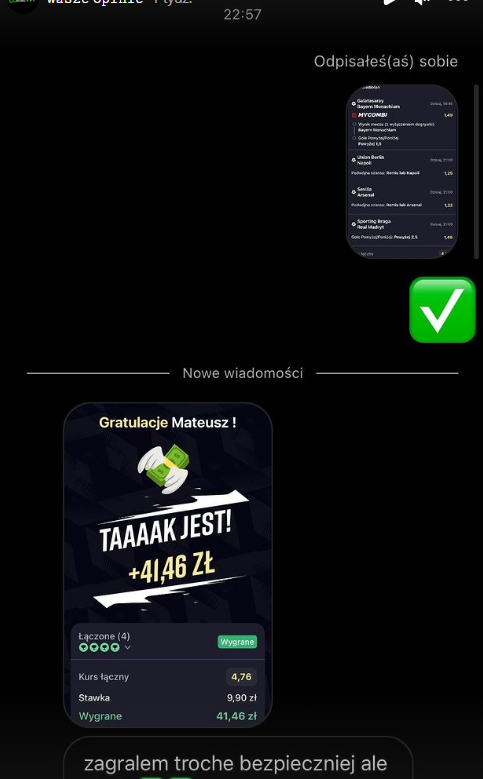 wasze opinie 1 tydz.
22:57
Odpisałeś(aś) sobie
Galatasaray
Bayern Monachium
MYCOMBI 1,49
Wynik meczu (z wyłączeniem dogrywki)
Bayern Monachium
Gole Powyżej/Poniżej
Powyżej 1,5
Union Berlin
Napoli
Podwójna szansa: Remis lub Napoli 1,25
Sevilla
Arsenal
Podwójna szansa: Remis lub Arsenal 1,22
Sporting Braga
Real Madryt
Gole Powyżej/Poniżej: Powyżej 2,5 1,46
Nowe wiadomości
Gratulacje Mateusz !
TAAAAK JEST!
+41,46 ZŁ
Łączone (4)
Wygrane
Kurs łączny 4,76
Stawka 9,90 zł
Wygrane 41,46 zł
zagralem troche bezpieczniej ale